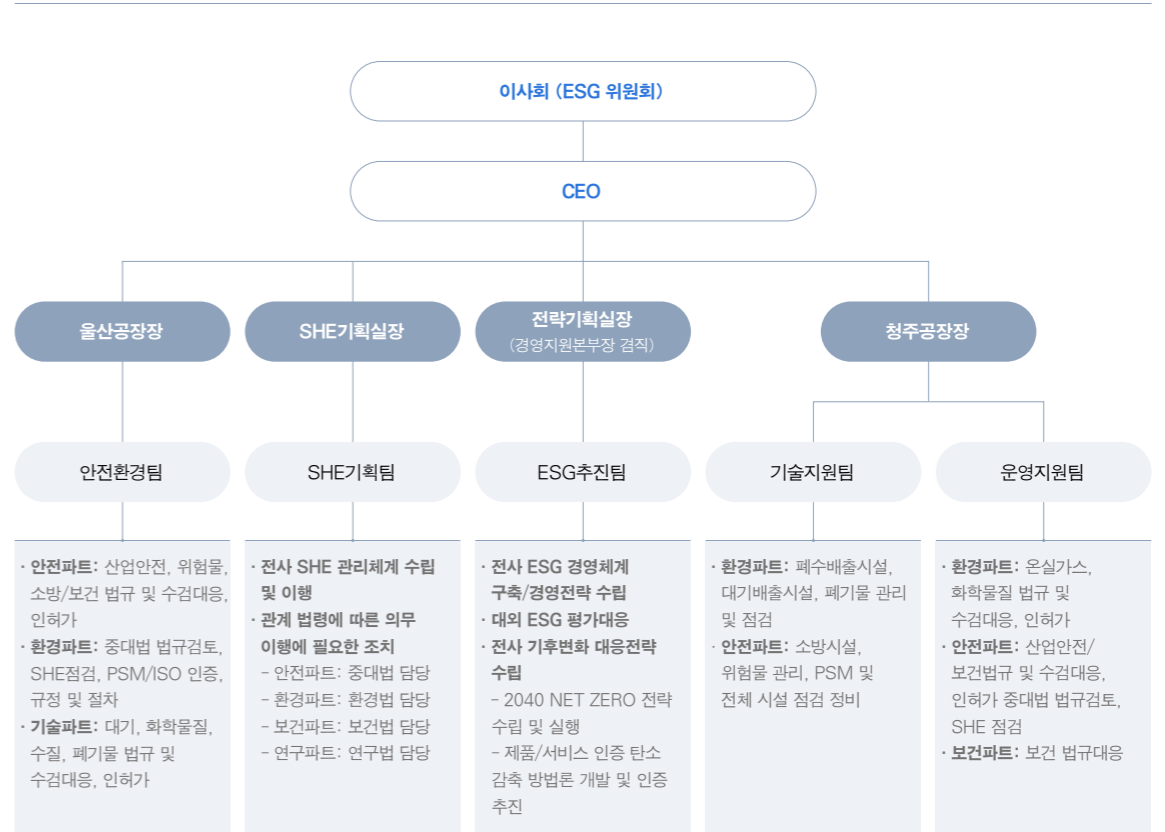 이사회 (ESG 위원회)
CEO
울산공장장
SHE기획실장
전략기획실장
(경영지원본부장 겸직)
청주공장장
안전환경팀
SHE기획팀
ESG추진팀
기술지원팀
운영지원팀
· 안전파트: 산업안전, 위험물,
소방/보건 법규 및 수검대응,
인허가
· 환경파트: 중대법 법규검토,
SHE점검, PSM/ISO 인증,
규정 및 절차
· 기술파트: 대기, 화학물질,
수질, 폐기물 법규 및
수검대응, 인허가
· 전사 SHE 관리체계 수립
및 이행
· 관계 법령에 따른 의무
이행에 필요한 조치
- 안전파트: 중대법 담당
- 환경파트: 환경법 담당
- 보건파트: 보건법 담당
- 연구파트: 연구법 담당
· 전사 ESG 경영체계
구축/경영전략 수립
· 대외 ESG 평가대응
· 전사 기후변화 대응전략
수립
- 2040 NET ZERO 전략
수립 및 실행
- 제품/서비스 인증 탄소
감축 방법론 개발 및 인증
추진
· 환경파트: 폐수배출시설,
대기배출시설, 폐기물 관리
및 점검
· 안전파트: 소방시설,
위험물 관리, PSM 및
전체 시설 점검 정비
· 환경파트: 온실가스,
화학물질 법규 및
수검대응, 인허가
· 안전파트: 산업안전/
보건법규 및 수검대응,
인허가 중대법 법규검토,
SHE 점검
· 보건파트: 보건 법규대응